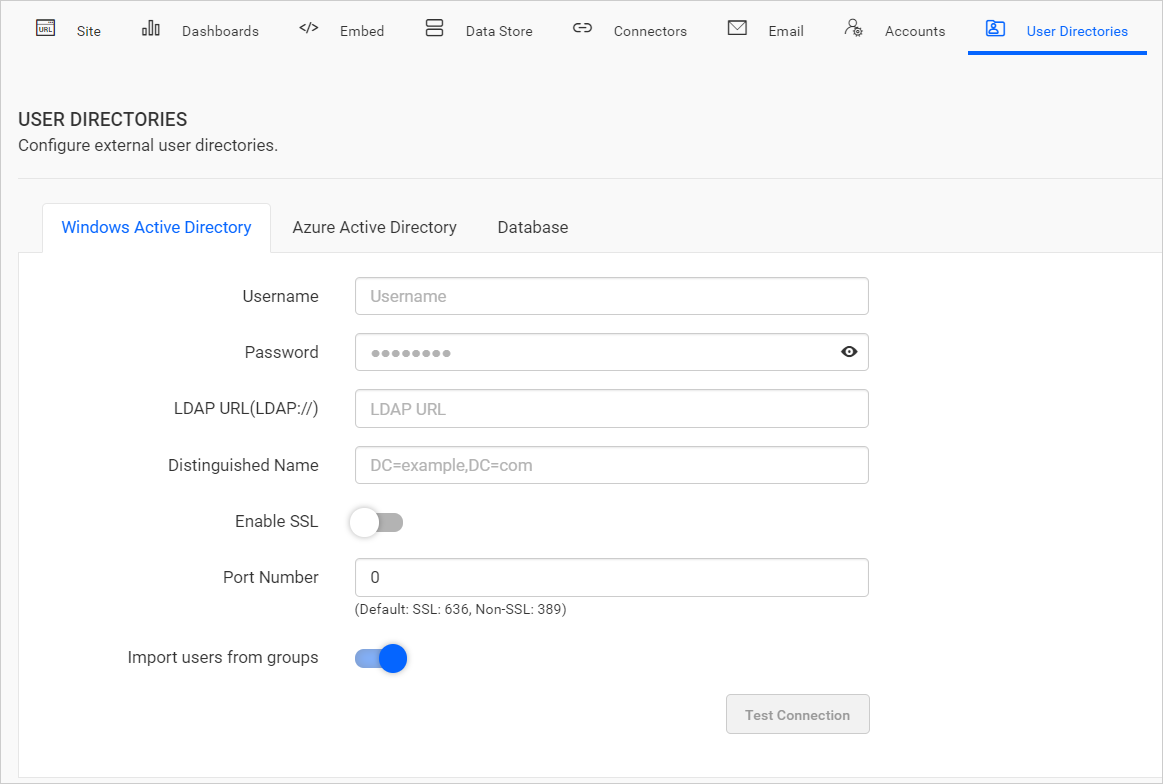 URL Site Dashboards </> Embed Data Store Connectors Email Accounts User Directories
USER DIRECTORIES
Configure external user directories.
Windows Active Directory Azure Active Directory Database
Username Username
Password ●●●●●●●●
LDAP URL(LDAP://) LDAP URL
Distinguished Name DC=example,DC=com
Enable SSL
Port Number 0
(Default: SSL: 636, Non-SSL: 389)
Import users from groups
Test Connection